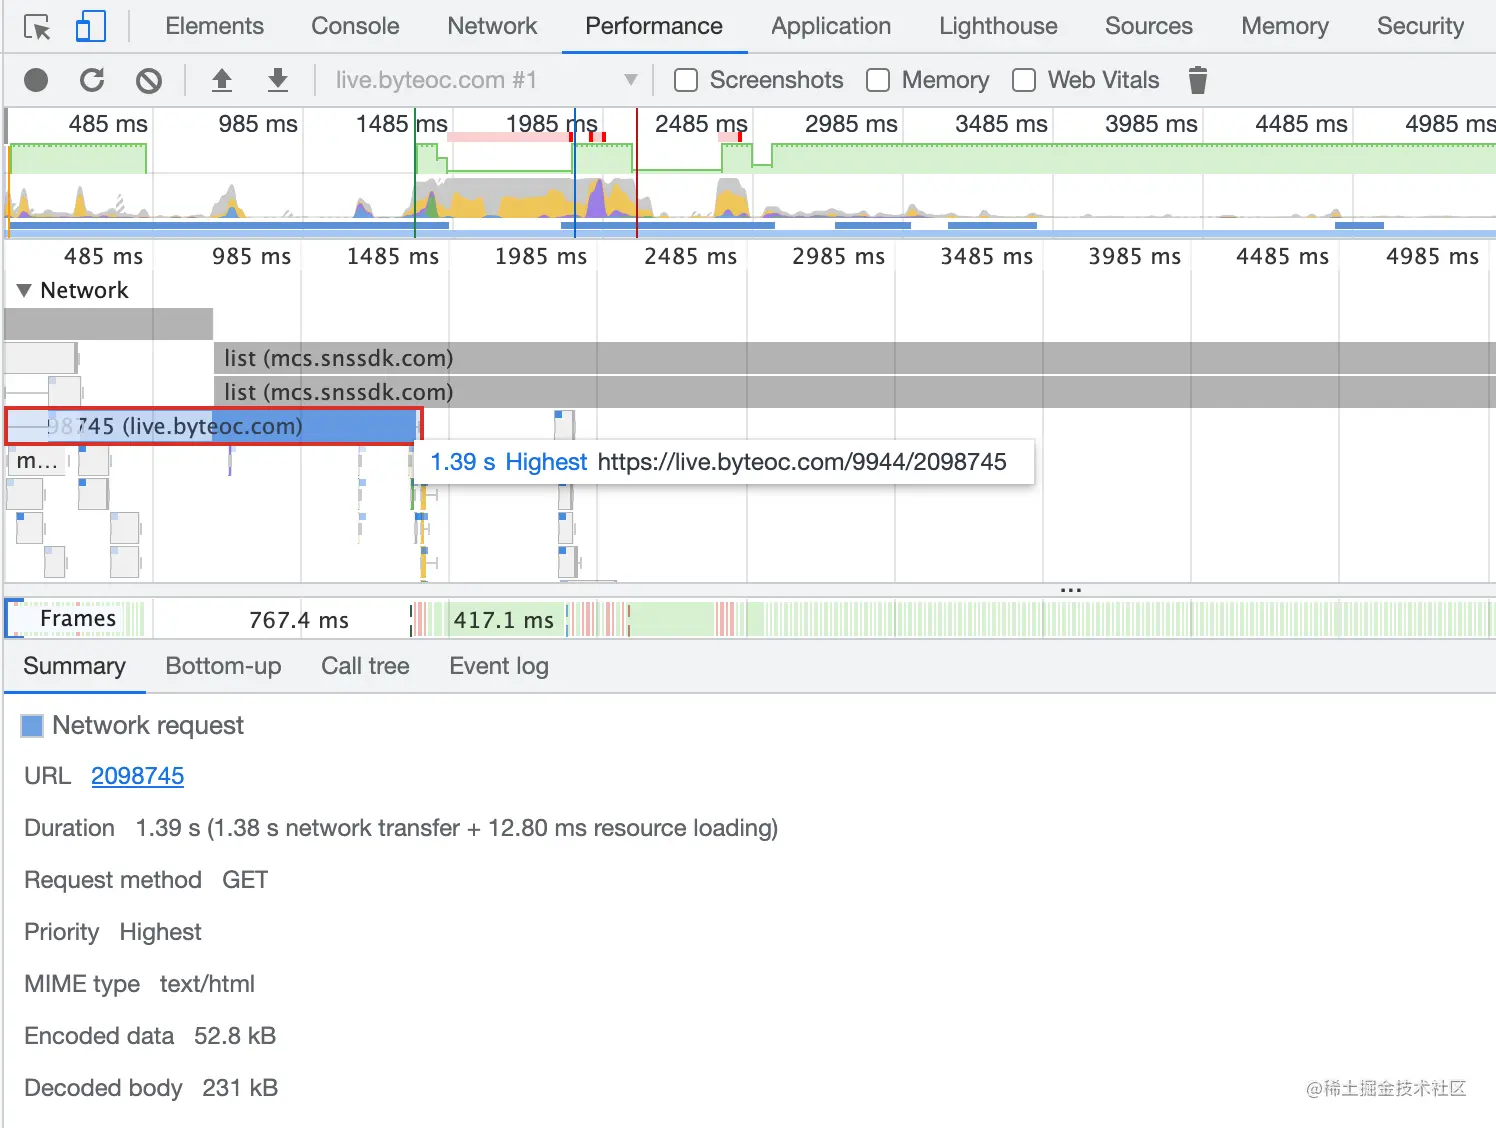 Elements Console Network Performance Application Lighthouse Sources Memory Security
live.byteoc.com #1 Screenshots Memory Web Vitals
485 ms 985 ms 1485 ms 1985 ms 2485 ms 2985 ms 3485 ms 3985 ms 4485 ms 4985 ms
485 ms 985 ms 1485 ms 1985 ms 2485 ms 2985 ms 3485 ms 3985 ms 4485 ms 4985 ms
Network
list (mcs.snssdk.com)
list (mcs.snssdk.com)
98745 (live.byteoc.com)
m...
1.39 s Highest https://live.byteoc.com/9944/2098745
...
Frames 767.4 ms 417.1 ms
Summary Bottom-up Call tree Event log
Network request
URL 2098745
Duration 1.39 s (1.38 s network transfer + 12.80 ms resource loading)
Request method GET
Priority Highest
MIME type text/html
Encoded data 52.8 kB
Decoded body 231 kB
@稀土掘金技术社区